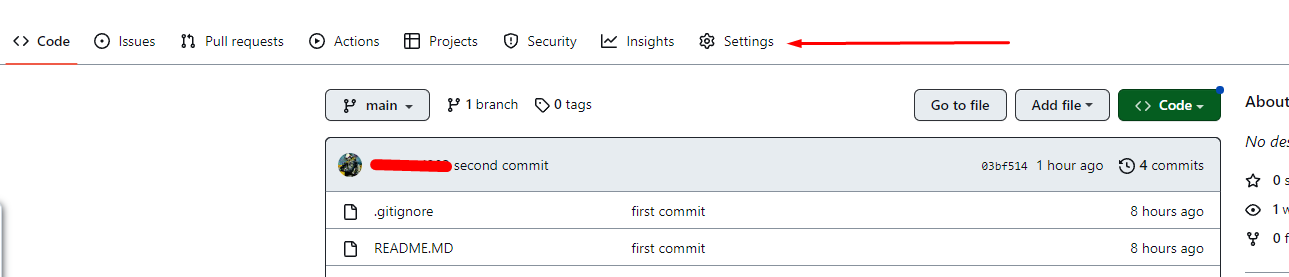 Code Issues Pull requests Actions Projects Security Insights Settings
main 1 branch 0 tags Go to file Add file Code About
No des
second commit 03bf514 1 hour ago 4 commits
0 s
.gitignore first commit 8 hours ago
1 w
README.MD first commit 8 hours ago
0 f